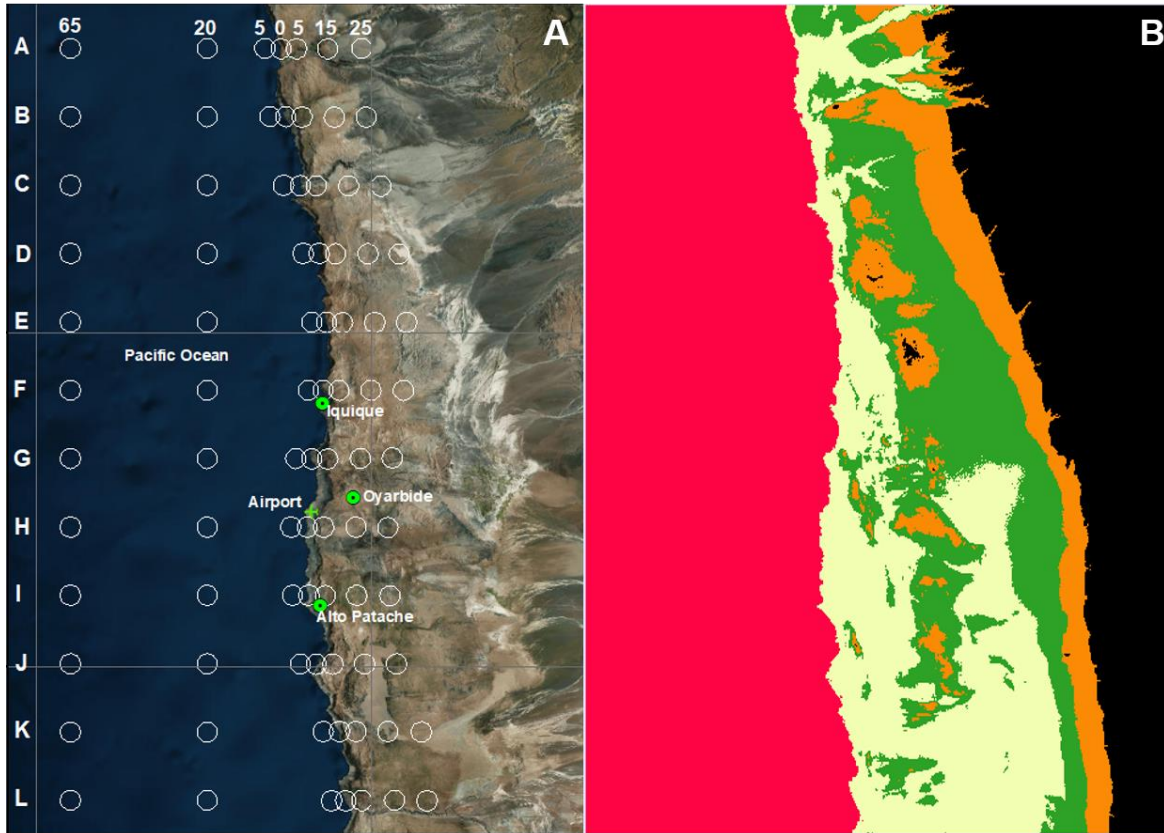 65 20 5 0 5 15 25
A A B
B
C
D
E
Pacific Ocean
F
Iquique
G
Airport Oyarbide
H
I
Alto Patache
J
K
L